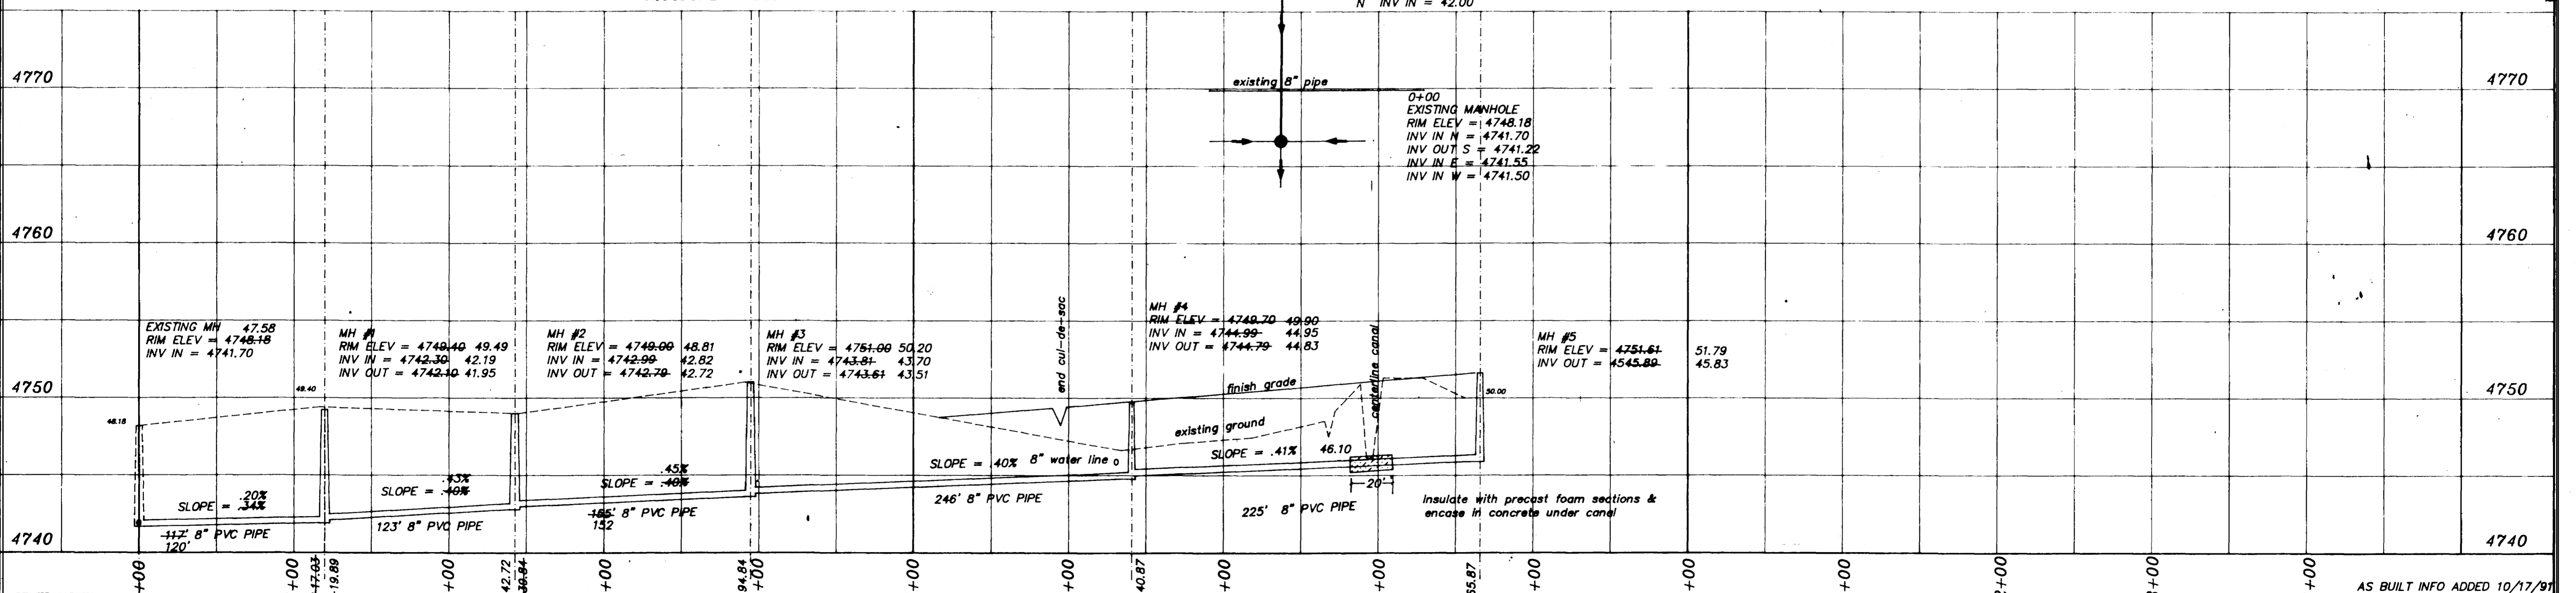 N INV IN = 42.00
4770
4770
existing 8" pipe
0+00
EXISTING MANHOLE
RIM ELEV = 4748.18
INV IN N = 4741.70
INV OUT S = 4741.22
INV IN E = 4741.55
INV IN W = 4741.50
4760
4760
EXISTING MH 47.58
RIM ELEV = 4748.18
INV IN = 4741.70
MH #1
RIM ELEV = 4749.40 49.49
INV IN = 4742.30 42.19
INV OUT = 4742.10 41.95
MH #2
RIM ELEV = 4749.00 48.81
INV IN = 4742.99 42.82
INV OUT = 4742.79 42.72
MH #3
RIM ELEV = 4751.00 50.20
INV IN = 4743.81 43.70
INV OUT = 4743.61 43.51
end cul-de-sac
MH #4
RIM ELEV = 4749.70 49.90
INV IN = 4744.99 44.95
INV OUT = 4744.79 44.83
centerline canal
MH #5
RIM ELEV = 4751.61 51.79
INV OUT = 4545.89 45.83
4750
4750
48.18
49.40
finish grade
50.00
existing ground
.20%
SLOPE = .34%
.43%
SLOPE = .40%
.45%
SLOPE = .40%
SLOPE = .40%
8" water line
SLOPE = .41%
46.10
20'
117' 8" PVC PIPE
120'
123' 8" PVC PIPE
155' 8" PVC PIPE
152
246' 8" PVC PIPE
225' 8" PVC PIPE
Insulate with precast foam sections &
encase in concrete under canal
4740
4740
+00
+00
17.03
19.89
+00
42.72
39.84
+00
94.84
+00
+00
+00
40.87
+00
+00
65.87
+00
+00
+00
+00
+00
+00
+00
AS BUILT INFO ADDED 10/17/91